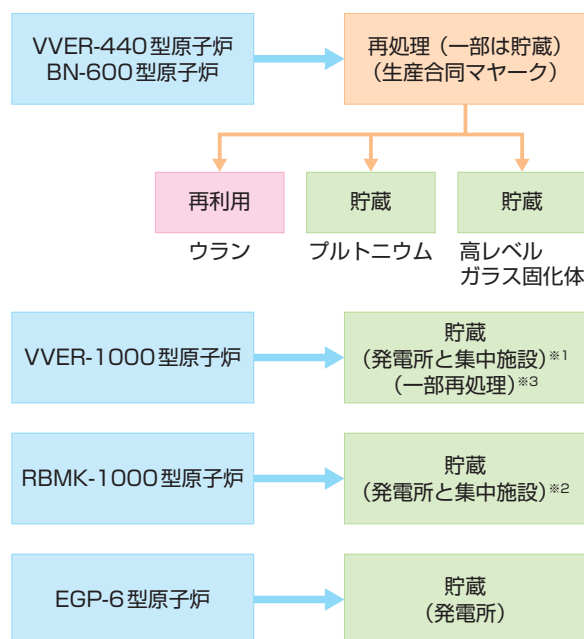 VVER-440型原子炉
BN-600型原子炉
再処理（一部は貯蔵）
（生産合同マヤーク）
再利用
貯蔵
貯蔵
ウラン
プルトニウム
高レベル
ガラス固化体
VVER-1000型原子炉
貯蔵
（発電所と集中施設）※1
（一部再処理）※3
RBMK-1000型原子炉
貯蔵
（発電所と集中施設）※2
EGP-6型原子炉
貯蔵
（発電所）